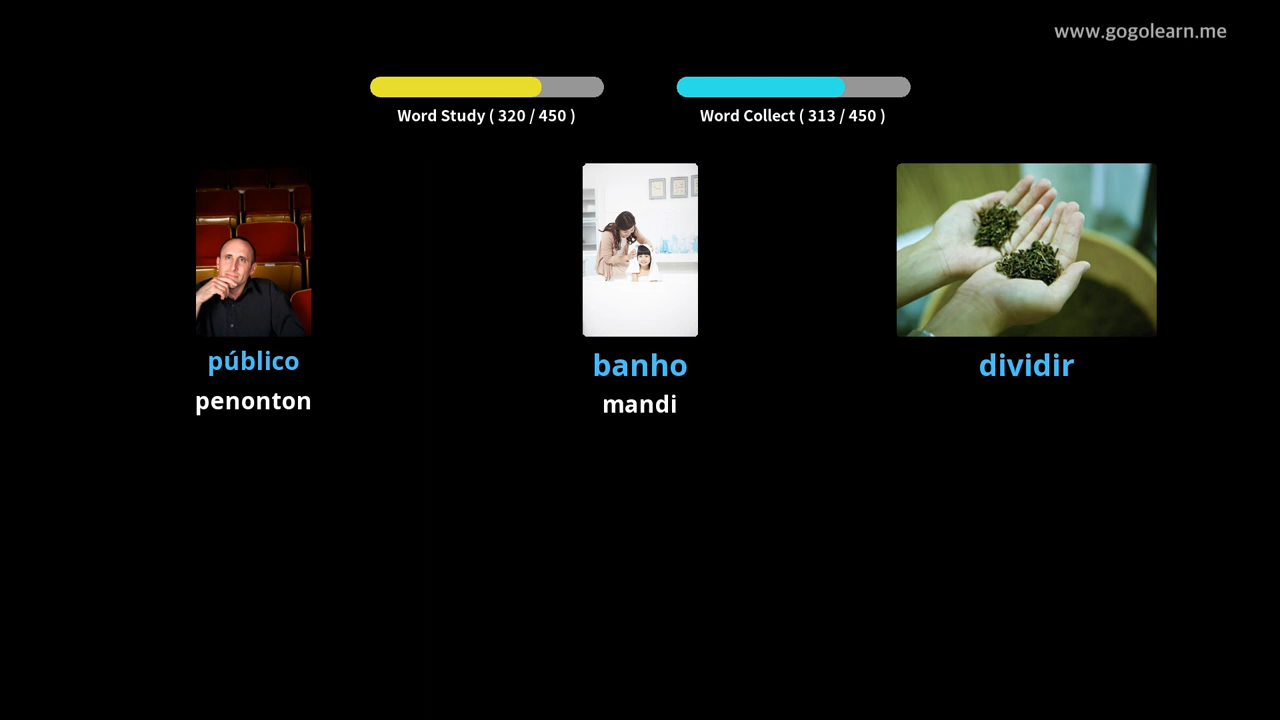 www.gogolearn.me
Word Study ( 320 / 450 )
Word Collect ( 313 / 450 )
público
penonton
banho
mandi
dividir